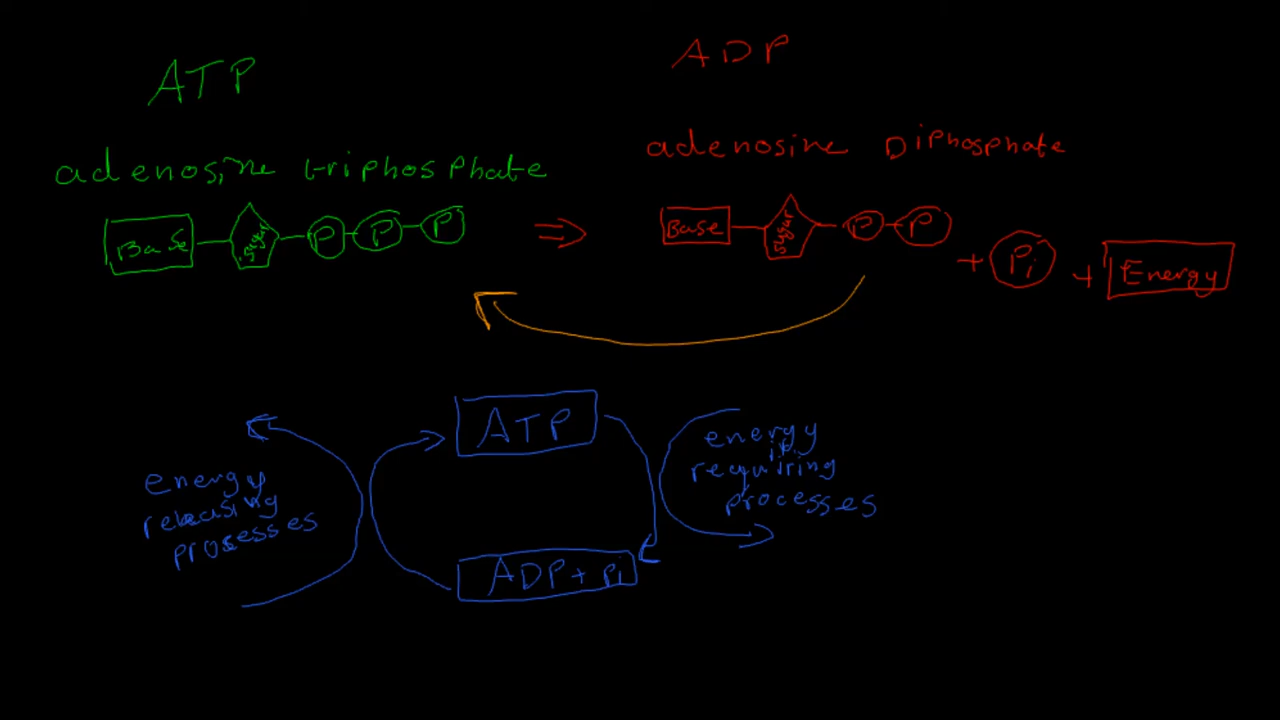 ATP
adenosine triphosphate
Base sugar P P P ⇒
ADP
adenosine Diphosphate
Base sugar P P + Pi + Energy
energy
releasing
processes
ATP
ADP + Pi
energy
requiring
processes